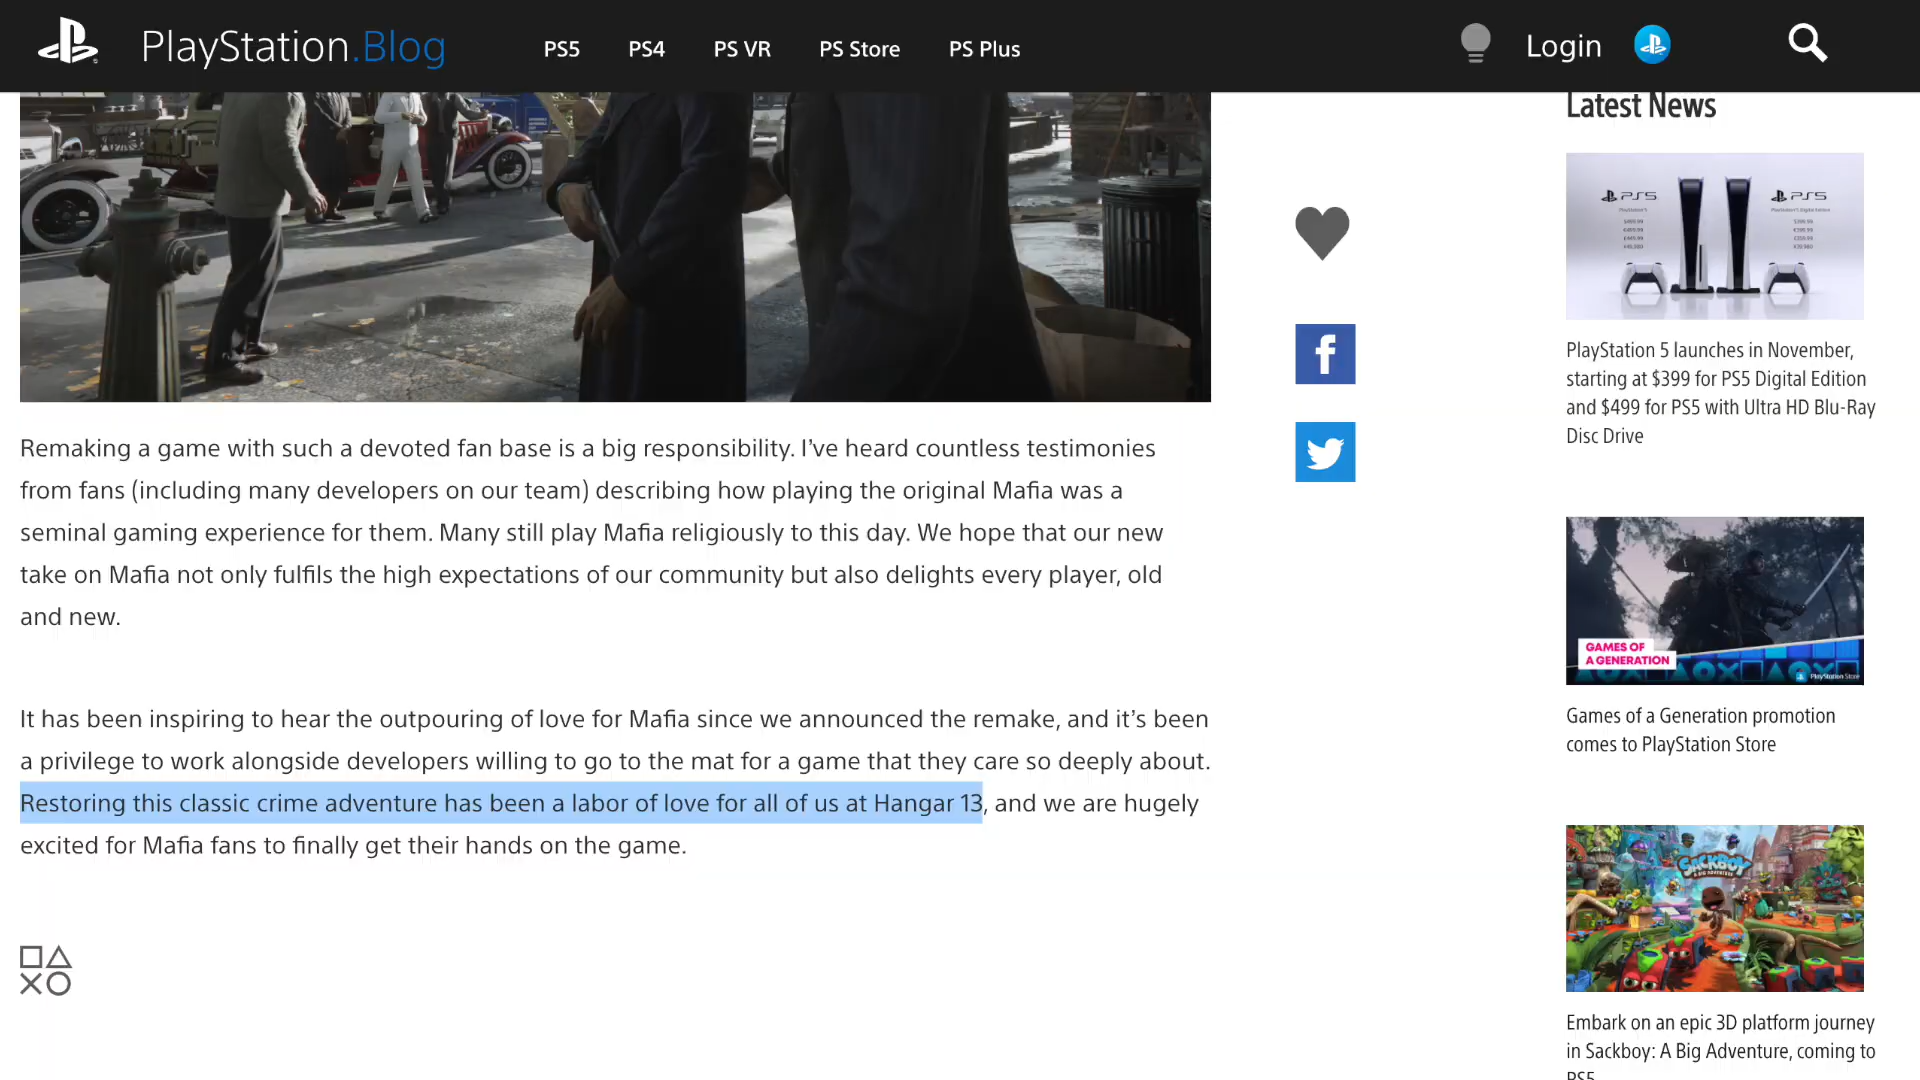 PlayStation.Blog
PS5
PS4
PS VR
PS Store
PS Plus
Login
Remaking a game with such a devoted fan base is a big responsibility. I’ve heard countless testimonies
from fans (including many developers on our team) describing how playing the original Mafia was a
seminal gaming experience for them. Many still play Mafia religiously to this day. We hope that our new
take on Mafia not only fulfils the high expectations of our community but also delights every player, old
and new.
It has been inspiring to hear the outpouring of love for Mafia since we announced the remake, and it’s been
a privilege to work alongside developers willing to go to the mat for a game that they care so deeply about.
Restoring this classic crime adventure has been a labor of love for all of us at Hangar 13, and we are hugely
excited for Mafia fans to finally get their hands on the game.
Latest News
PS5
PS5
PlayStation 5 launches in November,
starting at $399 for PS5 Digital Edition
and $499 for PS5 with Ultra HD Blu-Ray
Disc Drive
GAMES OF
A GENERATION
PlayStation Store
Games of a Generation promotion
comes to PlayStation Store
SACKBOY
Embark on an epic 3D platform journey
in Sackboy: A Big Adventure, coming to
PS5